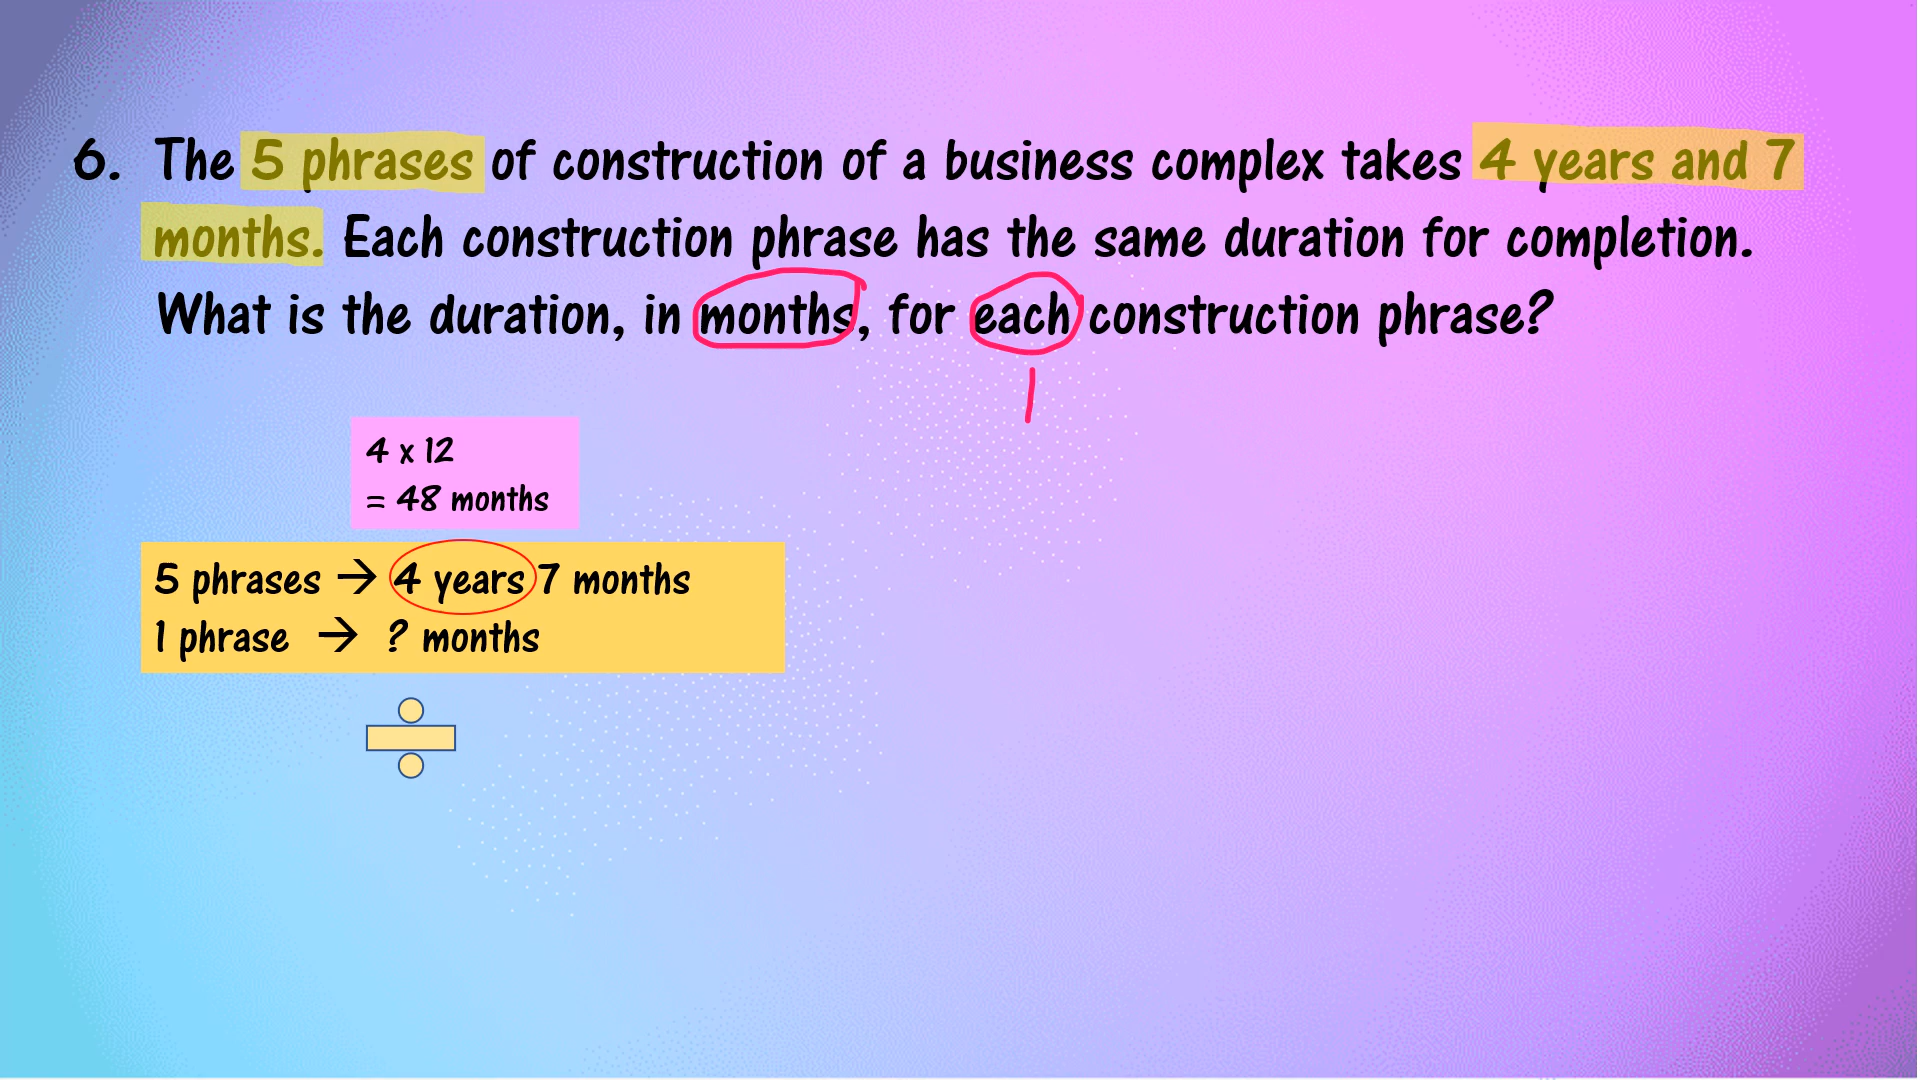 6. The 5 phrases of construction of a business complex takes 4 years and 7
months. Each construction phrase has the same duration for completion.
What is the duration, in months, for each construction phrase?
1
4 x 12
= 48 months
5 phrases → 4 years 7 months
1 phrase → ? months
÷